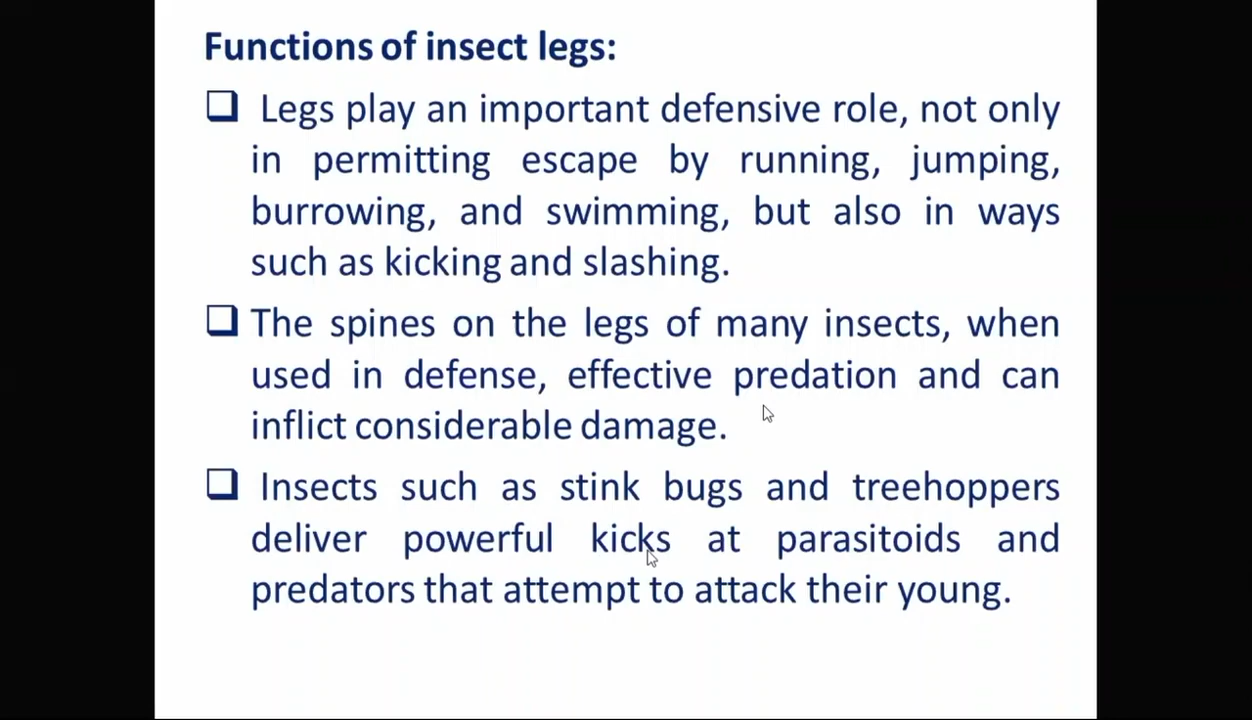 Functions of insect legs:
Legs play an important defensive role, not only
in permitting escape by running, jumping,
burrowing, and swimming, but also in ways
such as kicking and slashing.
The spines on the legs of many insects, when
used in defense, effective predation and can
inflict considerable damage.
Insects such as stink bugs and treehoppers
deliver powerful kicks at parasitoids and
predators that attempt to attack their young.